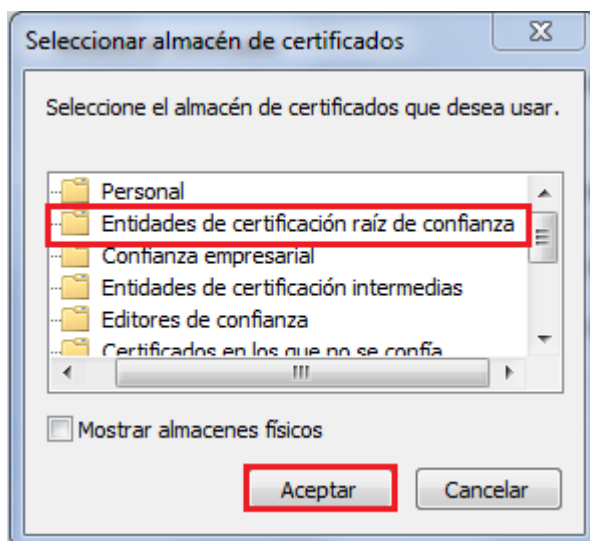 Seleccionar almacén de certificados
Seleccione el almacén de certificados que desea usar.
Personal
Entidades de certificación raíz de confianza
Confianza empresarial
Entidades de certificación intermedias
Editores de confianza
Certificados en los que no se confía
Mostrar almacenes físicos
Aceptar Cancelar